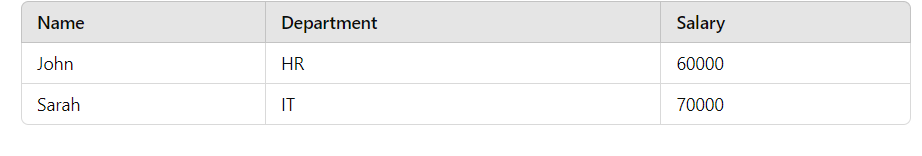 Name Department Salary
John HR 60000
Sarah IT 70000